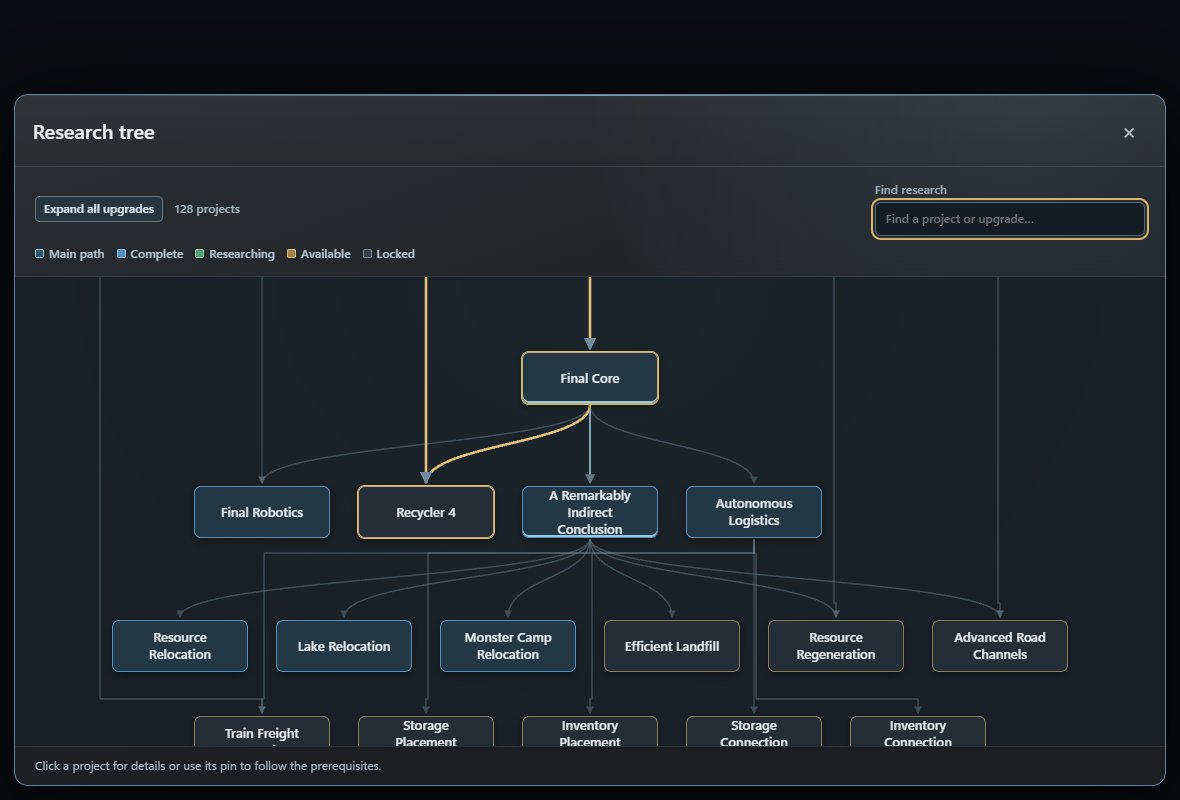 Research tree
×
Find research
Expand all upgrades
128 projects
Find a project or upgrade...
Main path
Complete
Researching
Available
Locked
Final Core
Final Robotics
Recycler 4
A Remarkably
Indirect
Conclusion
Autonomous
Logistics
Resource
Relocation
Lake Relocation
Monster Camp
Relocation
Efficient Landfill
Resource
Regeneration
Advanced Road
Channels
Train Freight
Storage
Placement
Inventory
Placement
Storage
Connection
Inventory
Connection
Click a project for details or use its pin to follow the prerequisites.